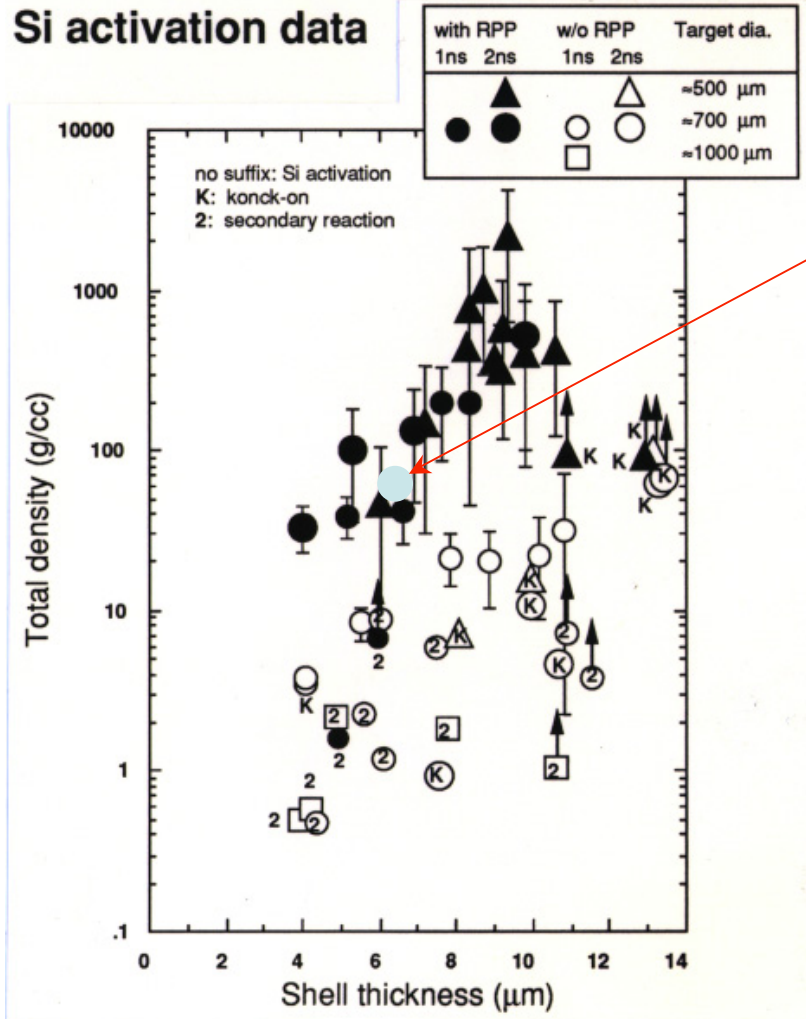 Si activation data
with RPP w/o RPP Target dia.
1ns 2ns 1ns 2ns
≈500 μm
≈700 μm
≈1000 μm
no suffix: Si activation
K: konck-on
2: secondary reaction
10000
1000
100
10
1
.1
Total density (g/cc)
K
K
K
K
K
K
K
K
2
2
K
2
2
K
K
2
2
2
2
2
2
2
K
2
2
2
2
0 2 4 6 8 10 12 14
Shell thickness (μm)